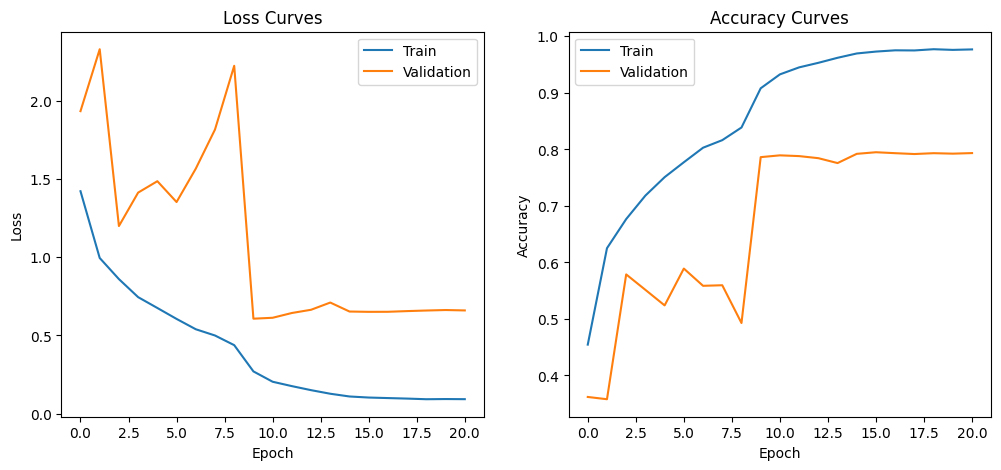 Loss Curves
Train
Validation
Loss
2.0
1.5
1.0
0.5
0.0
0.0 2.5 5.0 7.5 10.0 12.5 15.0 17.5 20.0
Epoch
Accuracy Curves
Train
Validation
Accuracy
1.0
0.9
0.8
0.7
0.6
0.5
0.4
0.0 2.5 5.0 7.5 10.0 12.5 15.0 17.5 20.0
Epoch